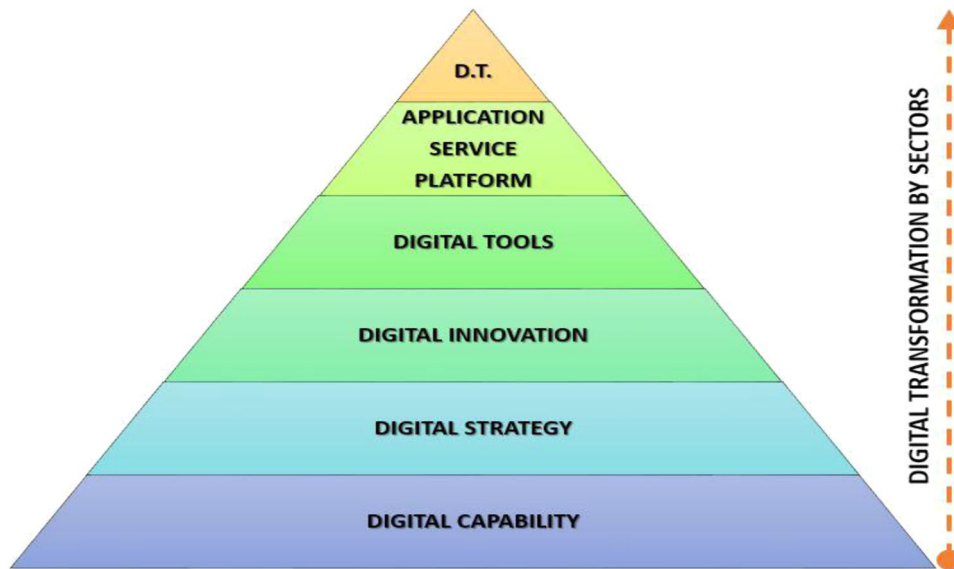 D.T.
APPLICATION
SERVICE
PLATFORM
DIGITAL TOOLS
DIGITAL INNOVATION
DIGITAL STRATEGY
DIGITAL CAPABILITY
DIGITAL TRANSFORMATION BY SECTORS